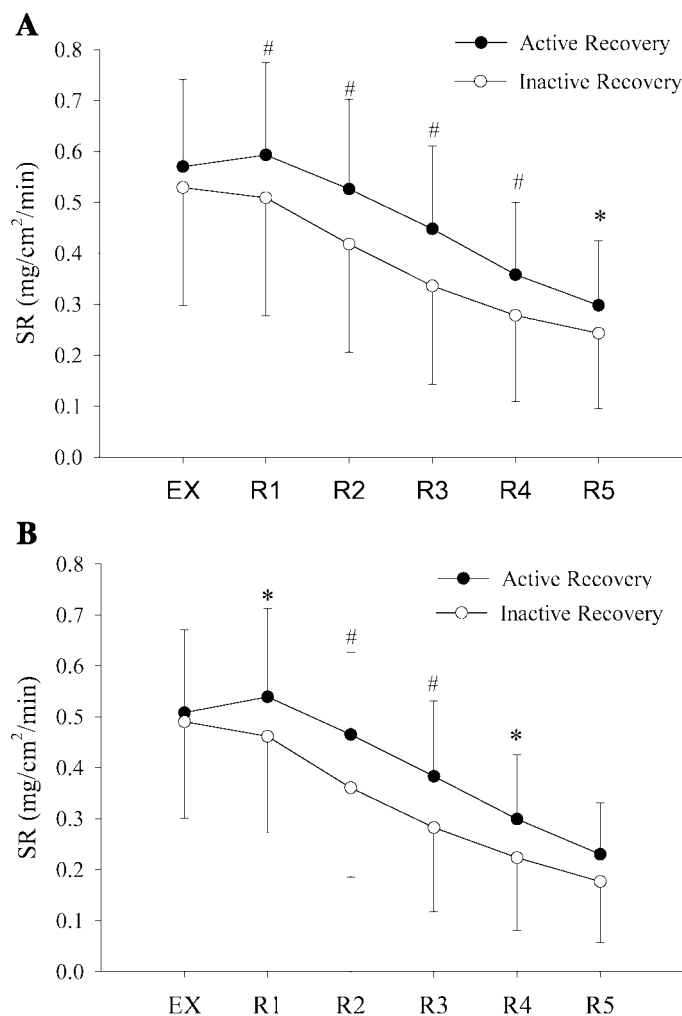 A
0.8
0.7
0.6
0.5
0.4
0.3
0.2
0.1
0.0
SR (mg/cm²/min)
Active Recovery
Inactive Recovery
# # # # # *
EX R1 R2 R3 R4 R5
B
0.8
0.7
0.6
0.5
0.4
0.3
0.2
0.1
0.0
SR (mg/cm²/min)
Active Recovery
Inactive Recovery
* # # *
EX R1 R2 R3 R4 R5